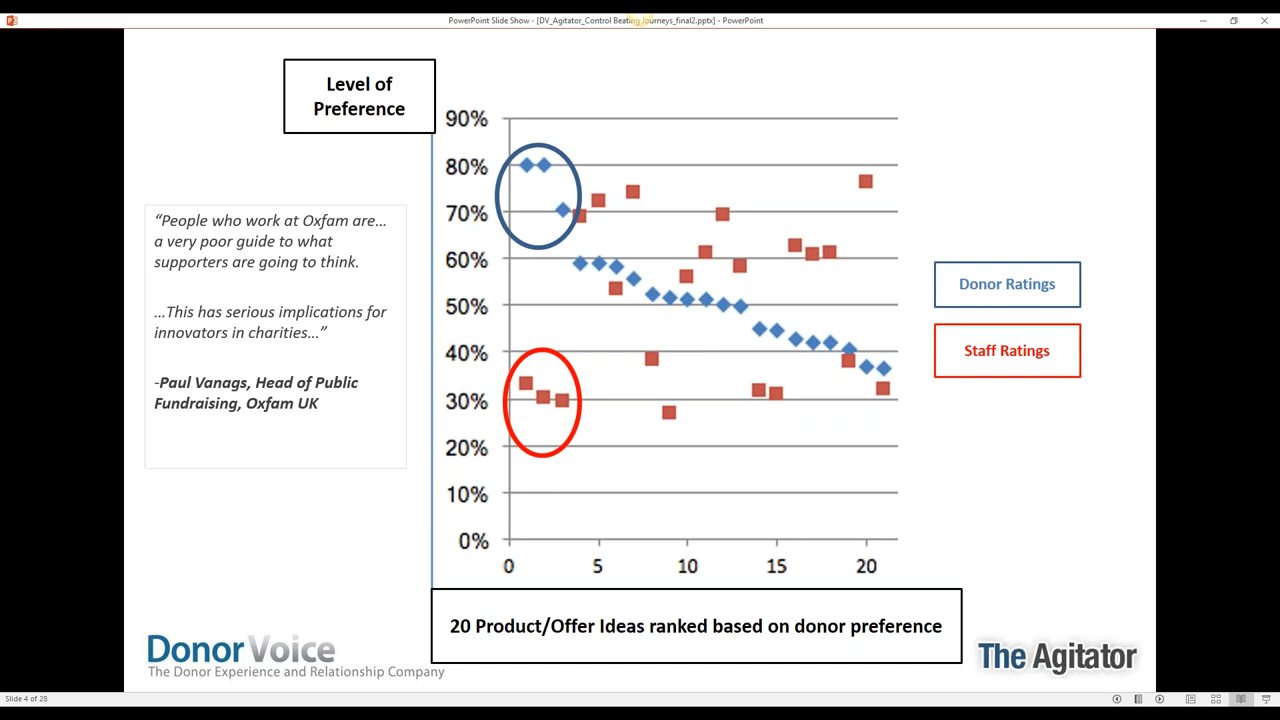 PowerPoint Slide Show - [DV_Agitator_Control Beating Journeys_final2.pptx] - PowerPoint
Level of
Preference
90%
80%
70%
60%
50%
40%
30%
20%
10%
0%
0 5 10 15 20
“People who work at Oxfam are…
a very poor guide to what
supporters are going to think.
…This has serious implications for
innovators in charities…”
-Paul Vanags, Head of Public
Fundraising, Oxfam UK
Donor Ratings
Staff Ratings
20 Product/Offer Ideas ranked based on donor preference
DonorVoice
The Donor Experience and Relationship Company
The Agitator
Slide 4 of 28